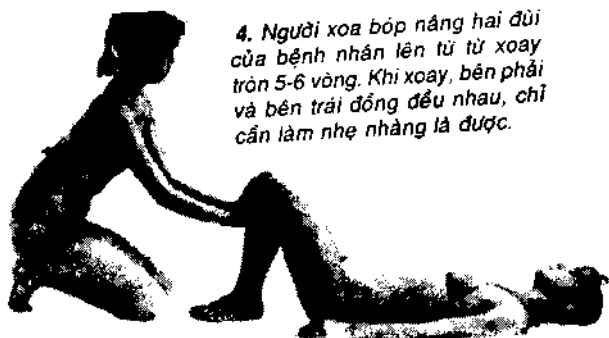 4. Người xoa bóp nâng hai đùi
của bệnh nhân lên từ từ xoay
tròn 5-6 vòng. Khi xoay, bên phải
và bên trái đồng đều nhau, chỉ
cần làm nhẹ nhàng là được.